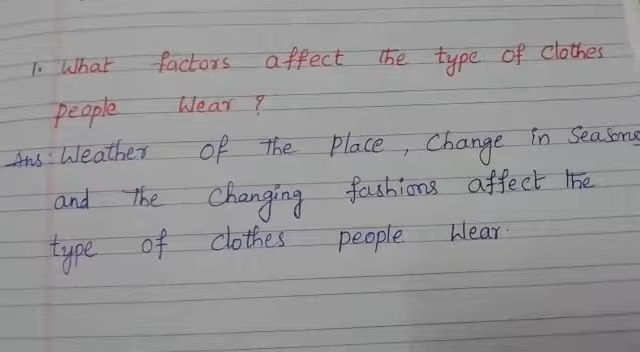 1. What factors affect the type of clothes
people Wear ?
Ans: Weather of the place, change in Seasons
and the changing fashions affect the
type of clothes people Wear.